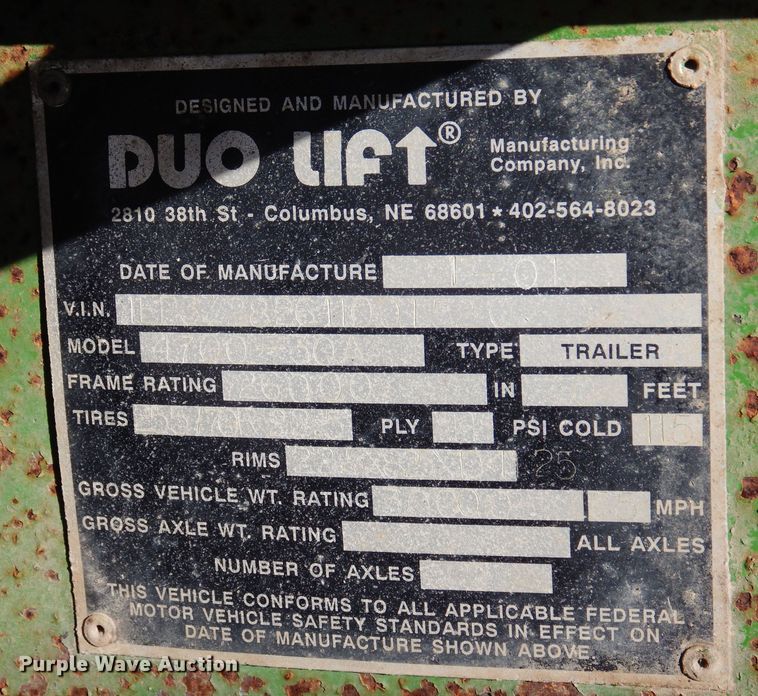 DESIGNED AND MANUFACTURED BY
DUO LIFT® Manufacturing Company, Inc.
2810 38th St - Columbus, NE 68601 * 402-564-8023
DATE OF MANUFACTURE 1 01
V.I.N.
MODEL TYPE TRAILER
FRAME RATING IN FEET
TIRES PLY PSI COLD 115
RIMS 25
GROSS VEHICLE WT. RATING MPH
GROSS AXLE WT. RATING ALL AXLES
NUMBER OF AXLES
THIS VEHICLE CONFORMS TO ALL APPLICABLE FEDERAL
MOTOR VEHICLE SAFETY STANDARDS IN EFFECT ON
DATE OF MANUFACTURE SHOWN ABOVE
Purple Wave Auction